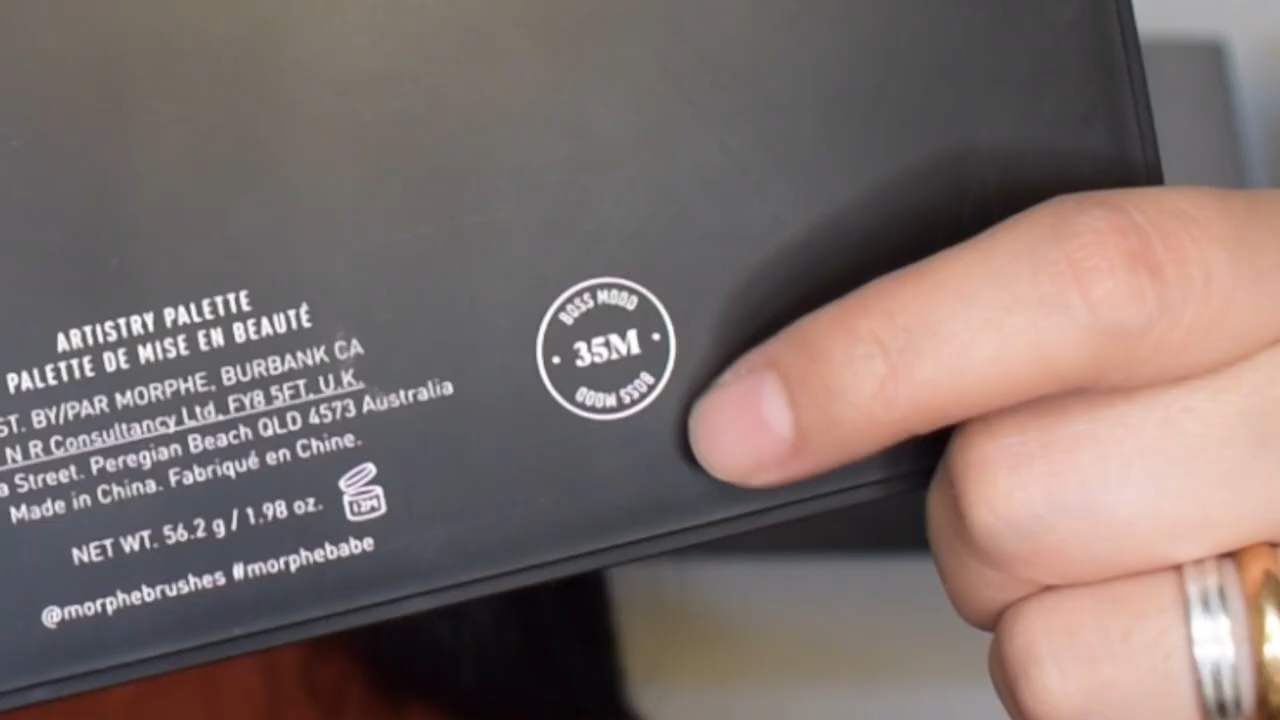 ARTISTRY PALETTE
PALETTE DE MISE EN BEAUTÉ
ST. BY/PAR MORPHE, BURBANK CA
N R Consultancy Ltd, FY8 5FT, U.K.
a Street. Peregian Beach QLD 4573 Australia
Made in China. Fabriqué en Chine.
NET WT. 56.2 g / 1.98 oz.
12M
@morphebrushes #morphebabe
BOSS MOOD
35M
BOSS MOOD